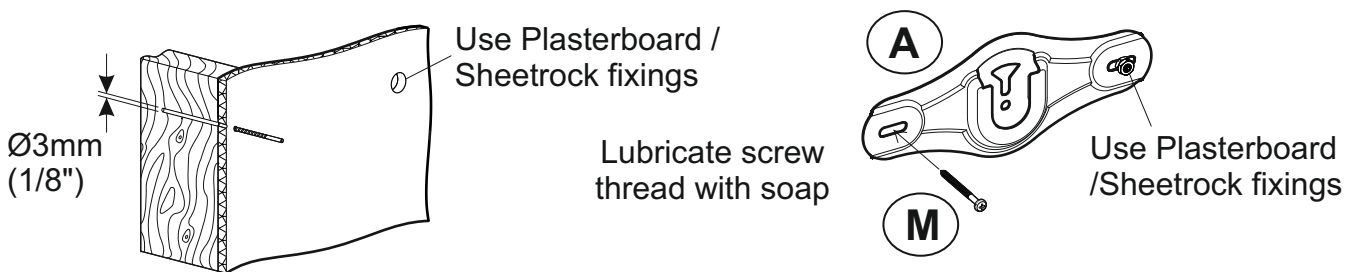 Use Plasterboard /
Sheetrock fixings
Ø3mm
(1/8")
Lubricate screw
thread with soap
A
M
Use Plasterboard
/Sheetrock fixings